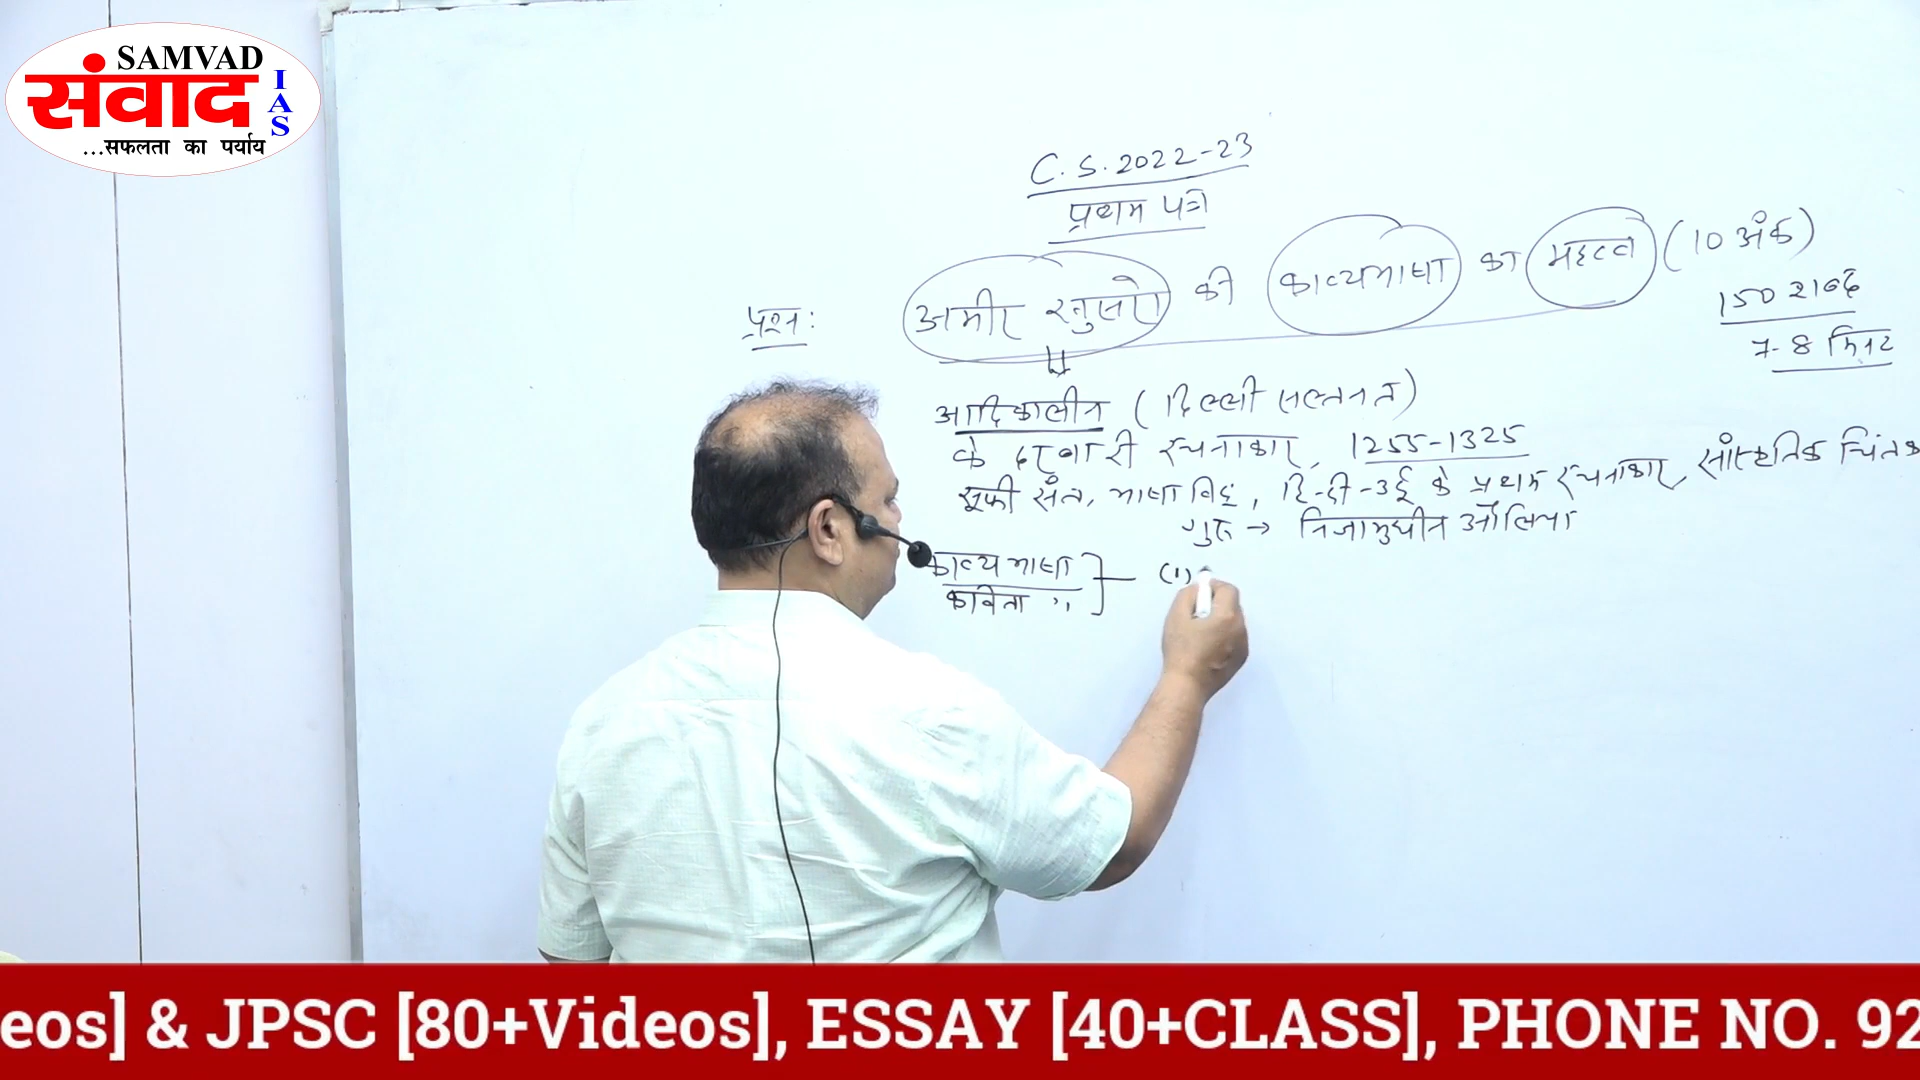 SAMVAD
संवाद
IAS
...सफलता का पर्याय
C.S. 2022-23
प्रथम पत्र
प्रश्न: अमीर खुसरो की काव्यभाषा का महत्व (10 अंक)
150 शब्द
7-8 मिनट
आदिकालीन (दिल्ली सल्तनत)
के दरबारी रचनाकार, 1255-1325
सूफी संत, भाषा विद्, हिन्दी-उर्दू के प्रथम रचनाकार, सांस्कृतिक चिंतक
गुरु → निजामुद्दीन औलिया
काव्य भाषा
कविता ''
(1)
eos] & JPSC [80+Videos], ESSAY [40+CLASS], PHONE NO. 92